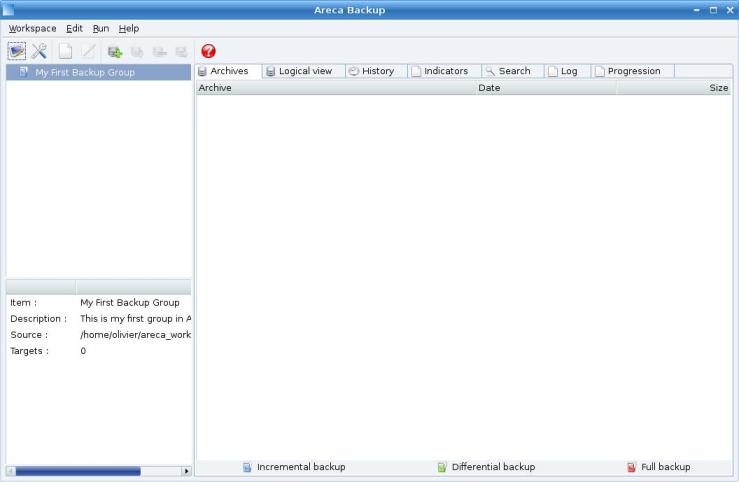 Areca Backup
Workspace Edit Run Help
My First Backup Group
Archives Logical view History Indicators Search Log Progression
Archive Date Size
Item : My First Backup Group
Description : This is my first group in A
Source : /home/olivier/areca_work
Targets : 0
Incremental backup Differential backup Full backup